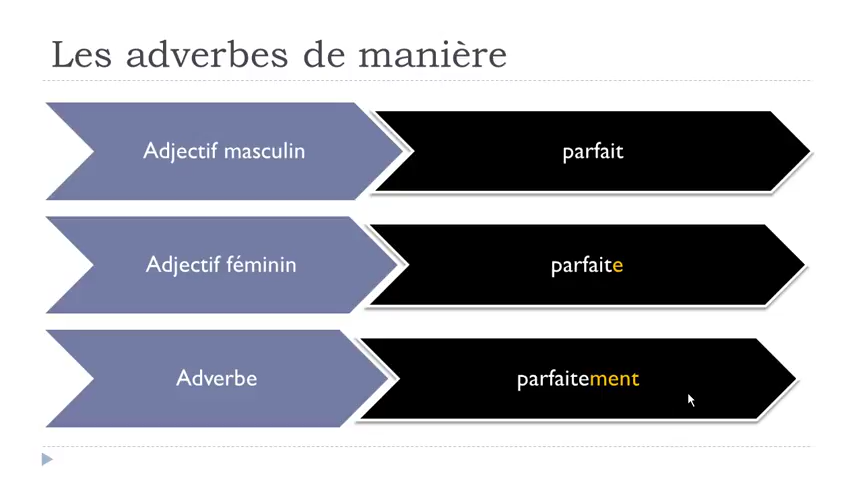 Les adverbes de manière
Adjectif masculin
parfait
Adjectif féminin
parfaite
Adverbe
parfaitement